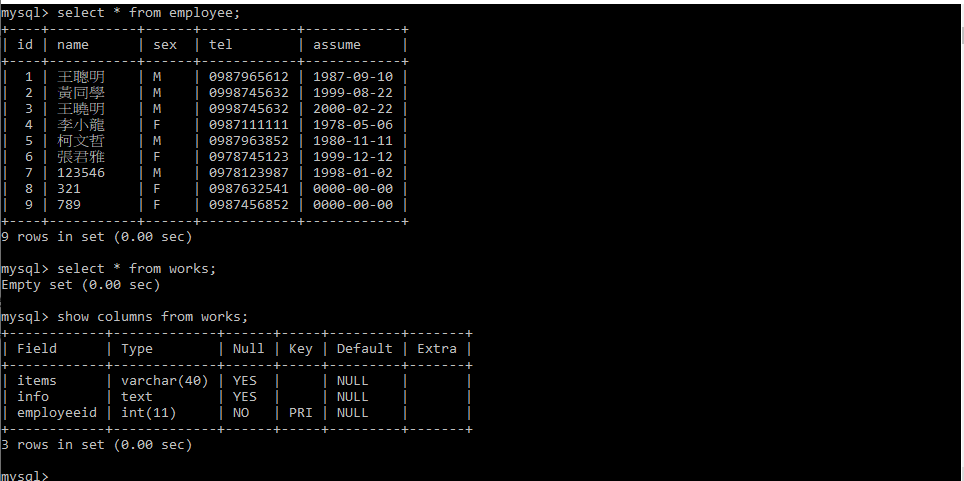 mysql> select * from employee;
+----+-----------+------+------------+------------+
| id | name      | sex  | tel        | assume     |
+----+-----------+------+------------+------------+
|  1 | 王聰明    | M    | 0987965612 | 1987-09-10 |
|  2 | 黃同學    | M    | 0998745632 | 1999-08-22 |
|  3 | 王曉明    | M    | 0998745632 | 2000-02-22 |
|  4 | 李小龍    | F    | 0987111111 | 1978-05-06 |
|  5 | 柯文哲    | M    | 0987963852 | 1980-11-11 |
|  6 | 張君雅    | F    | 0978745123 | 1999-12-12 |
|  7 | 123546    | M    | 0978123987 | 1998-01-02 |
|  8 | 321       | F    | 0987632541 | 0000-00-00 |
|  9 | 789       | F    | 0987456852 | 0000-00-00 |
+----+-----------+------+------------+------------+
9 rows in set (0.00 sec)
mysql> select * from works;
Empty set (0.00 sec)
mysql> show columns from works;
+------------+-------------+------+-----+---------+-------+
| Field      | Type        | Null | Key | Default | Extra |
+------------+-------------+------+-----+---------+-------+
| items      | varchar(40) | YES  |     | NULL    |       |
| info       | text        | YES  |     | NULL    |       |
| employeeid | int(11)     | NO   | PRI | NULL    |       |
+------------+-------------+------+-----+---------+-------+
3 rows in set (0.00 sec)
mysql>